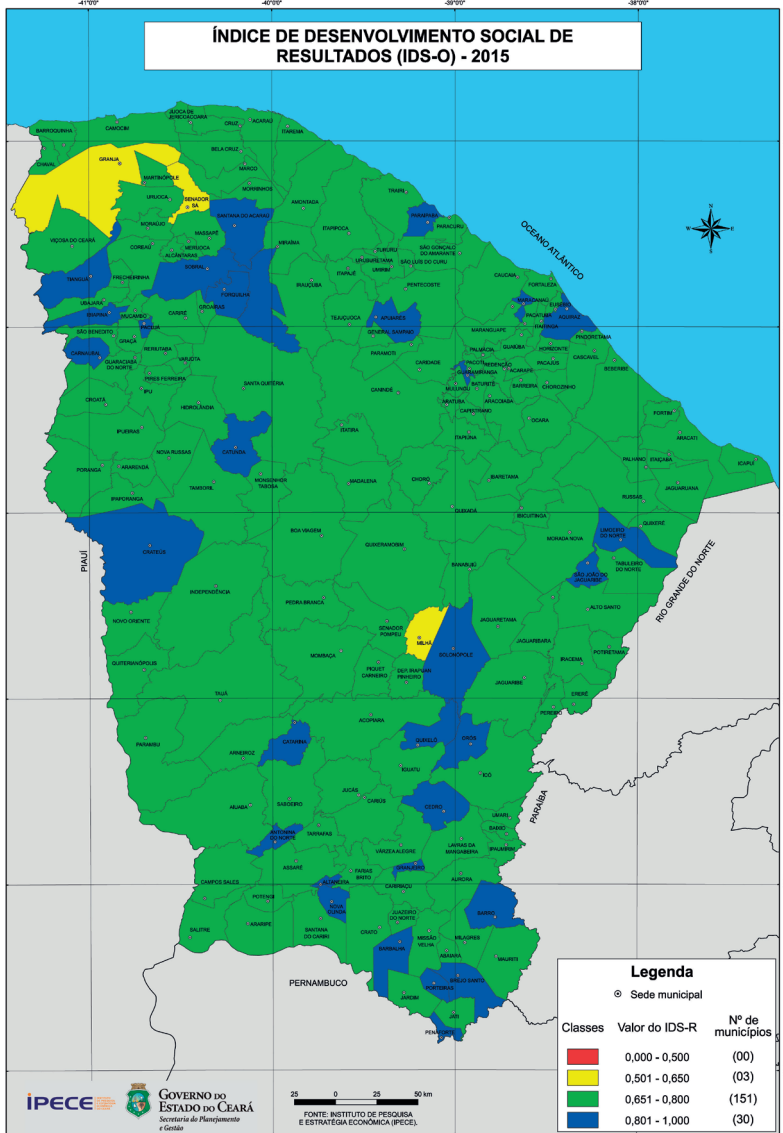 -41°00'
-40°00'
-39°00'
-38°00'0"
ÍNDICE DE DESENVOLVIMENTO SOCIAL DE
RESULTADOS (IDS-O) - 2015
JIJOCA DE
JERICOACOARA
CRUZ
ACARAÚ
ITAREMA
BARROQUINHA
CAMOCIM
CHAVAL
BELA CRUZ
GRANJA
MARCO
MARTINÓPOLE
MORRINHOS
URUOCA
SENADOR
SÁ
AMONTADA
TRAIRI
SANTANA DO ACARAÚ
PARAIPABA
PARACURU
MORAÚJO
MASSAPÊ
ITAPIPOCA
OCEANO ATLÂNTICO
N
W
E
S
VIÇOSA DO CEARÁ
COREAÚ
MERUOCA
ALCÂNTARAS
MIRAÍMA
TURURU
URUBURETAMA
UMIRIM
SÃO GONÇALO
DO AMARANTE
SÃO LUÍS DO CURU
SOBRAL
ITAPAJÉ
TIANGUÁ
FRECHEIRINHA
IRAUÇUBA
PENTECOSTE
CAUCAIA
FORTALEZA
FORQUILHA
UBAJARA
IBIAPINA
MUCAMBO
GROAÍRAS
CARIRÉ
PACUJÁ
TEJUÇUOCA
APUIARÉS
GENERAL SAMPAIO
MARACANAÚ
EUSÉBIO
AQUIRAZ
PACATUBA
ITAITINGA
MARANGUAPE
PINDORETAMA
SÃO BENEDITO
GRAÇA
RERIUTABA
CARNAUBAL
GUARACIABA
DO NORTE
VARJOTA
PARAMOTI
PALMÁCIA
GUAIÚBA
HORIZONTE
CASCAVEL
CARIDADE
PACOTI
REDENÇÃO
PACAJUS
BEBERIBE
GUARAMIRANGA
ACARAPE
PIRES FERREIRA
SANTA QUITÉRIA
CANINDÉ
MULUNGU
BATURITÉ
BARREIRA
CHOROZINHO
IPU
CROATÁ
HIDROLÂNDIA
ARATUBA
ARACOIABA
CAPISTRANO
OCARA
FORTIM
IPUEIRAS
ITATIRA
ITAPIÚNA
ARACATI
CATUNDA
NOVA RUSSAS
PORANGA
ARARENDÁ
PALHANO
ITAIÇABA
ICAPUÍ
MONSENHOR
TABOSA
TAMBORIL
MADALENA
CHORÓ
IBARETAMA
JAGUARUANA
IPAPORANGA
RUSSAS
QUIXADÁ
IBICUITINGA
QUIXERÉ
PIAUÍ
CRATEÚS
BOA VIAGEM
QUIXERAMOBIM
MORADA NOVA
LIMOEIRO
DO NORTE
BANABUIÚ
SÃO JOÃO DO
JAGUARIBE
TABULEIRO
DO NORTE
RIO GRANDE DO NORTE
INDEPENDÊNCIA
PEDRA BRANCA
NOVO ORIENTE
ALTO SANTO
SENADOR
POMPEU
MILHÃ
JAGUARETAMA
JAGUARIBARA
SOLONÓPOLE
POTIRETAMA
QUITERIANÓPOLIS
MOMBAÇA
PIQUET
CARNEIRO
DEP. IRAPUAN
PINHEIRO
IRACEMA
JAGUARIBE
TAUÁ
ERERÊ
PEREIRO
ACOPIARA
PARAMBU
CATARINA
QUIXELÔ
ORÓS
ARNEIROZ
IGUATU
ICÓ
AIUABA
SABOEIRO
JUCÁS
CARIÚS
CEDRO
PARAÍBA
UMARI
BAIXIO
IPAUMIRIM
ANTONINA
DO NORTE
TARRAFAS
VÁRZEA ALEGRE
LAVRAS DA
MANGABEIRA
ASSARÉ
FARIAS
BRITO
GRANJEIRO
AURORA
CAMPOS SALES
ALTANEIRA
CARIRIAÇU
POTENGI
NOVA
OLINDA
JUAZEIRO
DO NORTE
BARRO
SALITRE
ARARIPE
SANTANA
DO CARIRI
CRATO
MISSÃO
VELHA
MILAGRES
BARBALHA
ABAIARA
MAURITI
PERNAMBUCO
PORTEIRAS
BREJO SANTO
JARDIM
JATI
PENAFORTE
Legenda
Sede municipal
Classes Valor do IDS-R Nº de municípios
0,000 - 0,500 (00)
0,501 - 0,650 (03)
0,651 - 0,800 (151)
0,801 - 1,000 (30)
IPECE
GOVERNO DO
ESTADO DO CEARÁ
Secretaria do Planejamento
e Gestão
25 0 25 50 km
FONTE: INSTITUTO DE PESQUISA
E ESTRATÉGIA ECONÔMICA (IPECE).